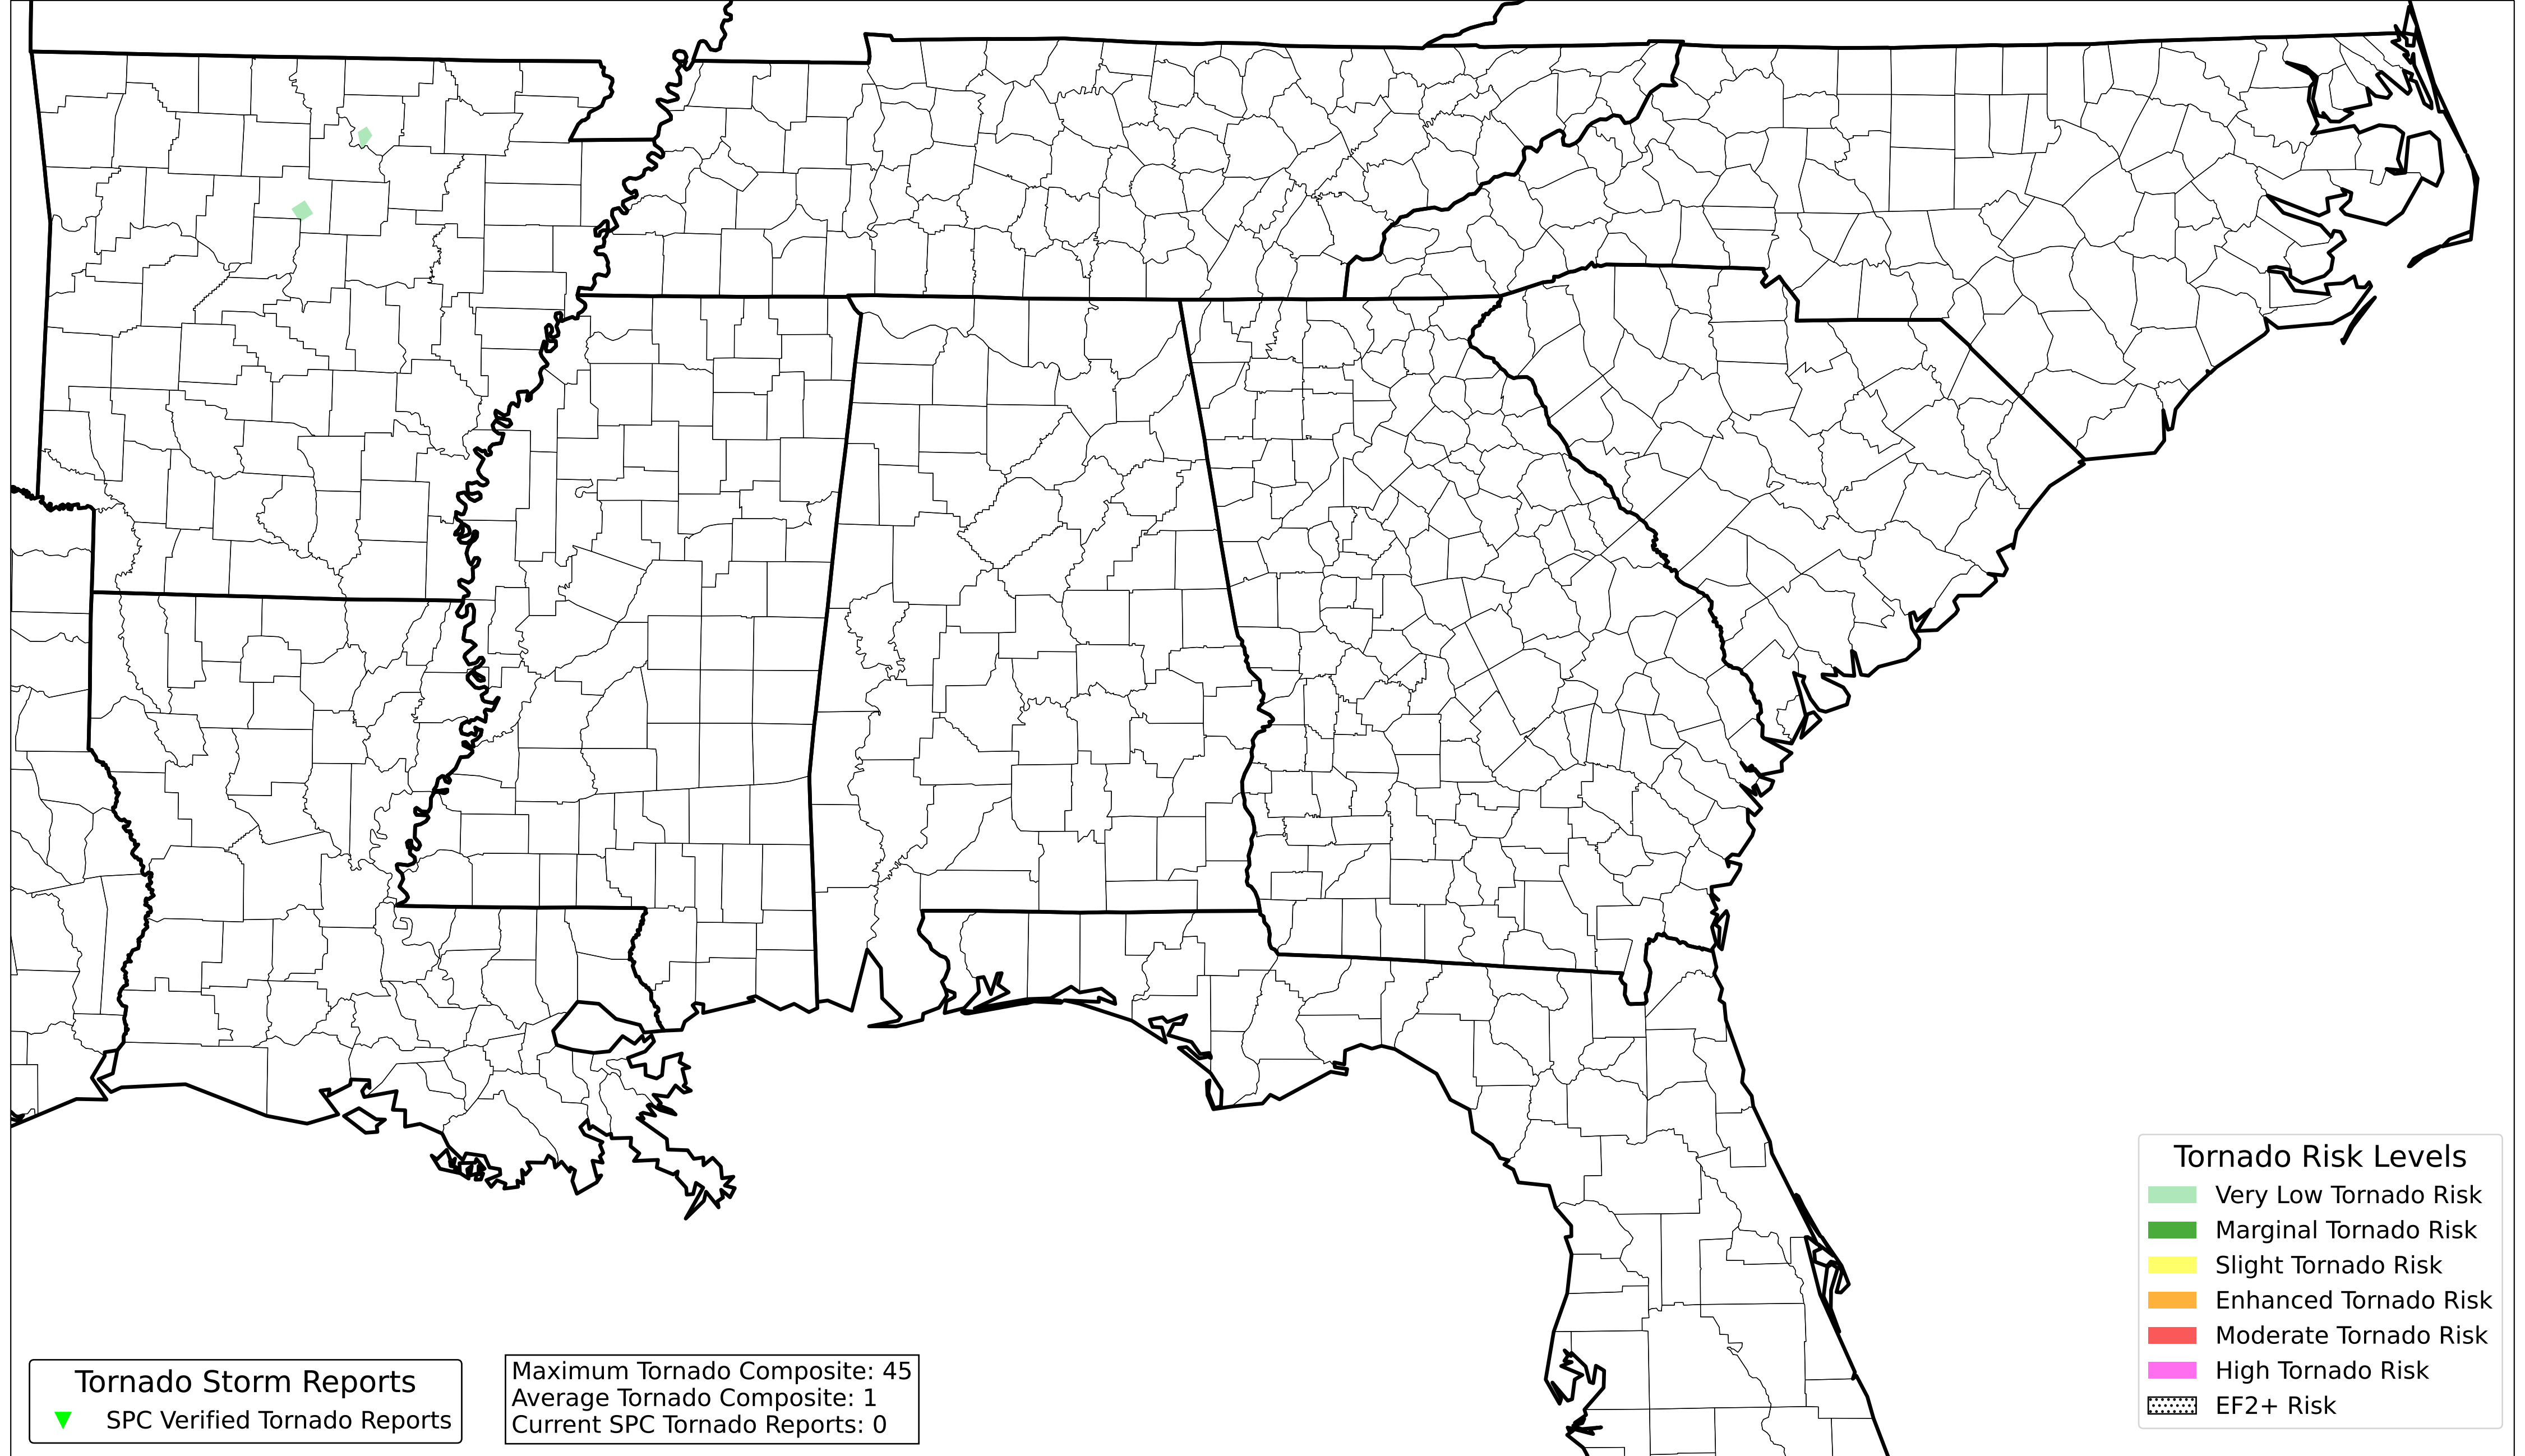 Tornado Storm Reports
SPC Verified Tornado Reports
Maximum Tornado Composite: 45
Average Tornado Composite: 1
Current SPC Tornado Reports: 0
Tornado Risk Levels
Very Low Tornado Risk
Marginal Tornado Risk
Slight Tornado Risk
Enhanced Tornado Risk
Moderate Tornado Risk
High Tornado Risk
EF2+ Risk